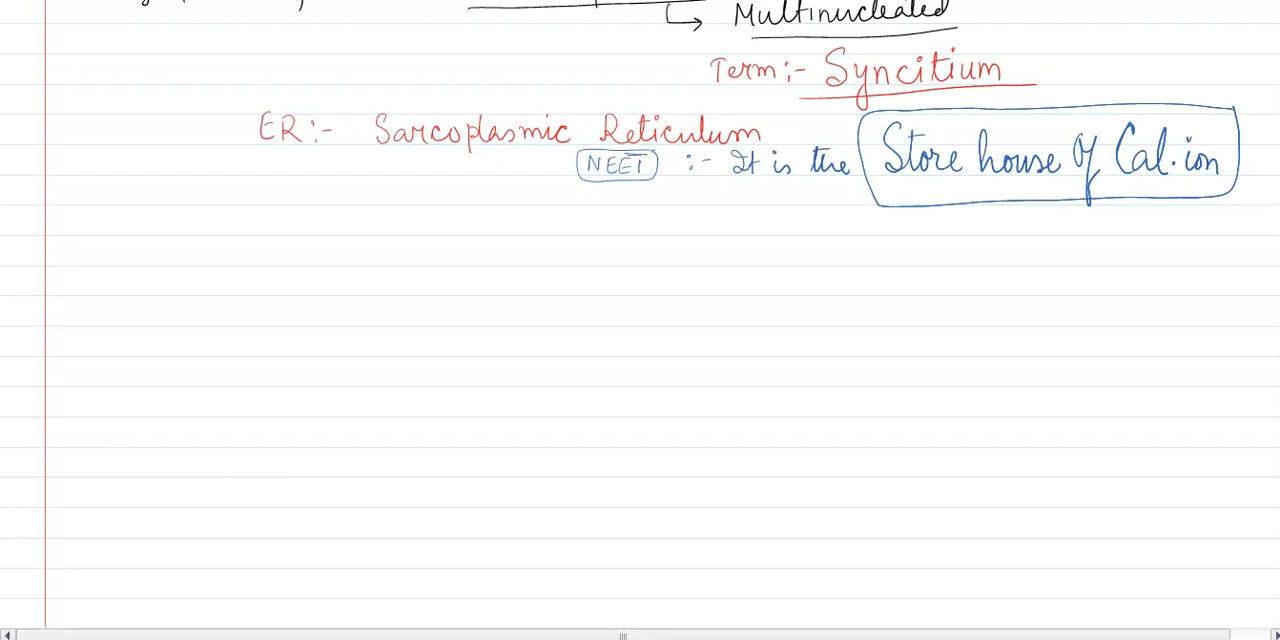 Multinucleated
Term:- Syncitium
ER:- Sarcoplasmic Reticulum
NEET :- It is the Store house of Cal.ion